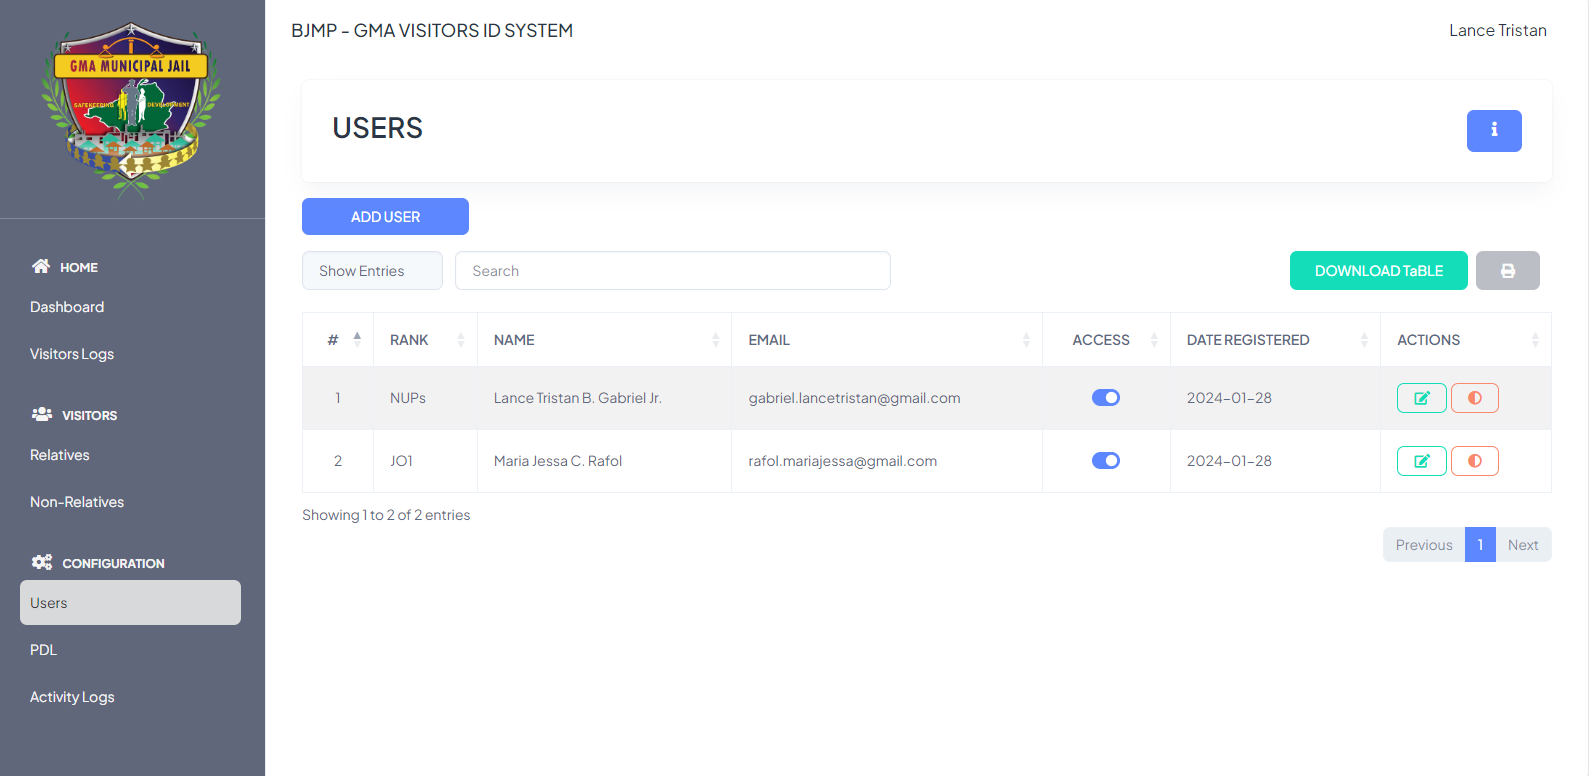 GMA MUNICIPAL JAIL
SAFEKEEPING DEVELOPMENT
HOME
Dashboard
Visitors Logs
VISITORS
Relatives
Non-Relatives
CONFIGURATION
Users
PDL
Activity Logs
BJMP - GMA VISITORS ID SYSTEM
Lance Tristan
USERS
i
ADD USER
Show Entries
Search
DOWNLOAD TaBLE
# RANK NAME EMAIL ACCESS DATE REGISTERED ACTIONS
1 NUPs Lance Tristan B. Gabriel Jr. gabriel.lancetristan@gmail.com 2024-01-28
2 JO1 Maria Jessa C. Rafol rafol.mariajessa@gmail.com 2024-01-28
Showing 1 to 2 of 2 entries
Previous 1 Next